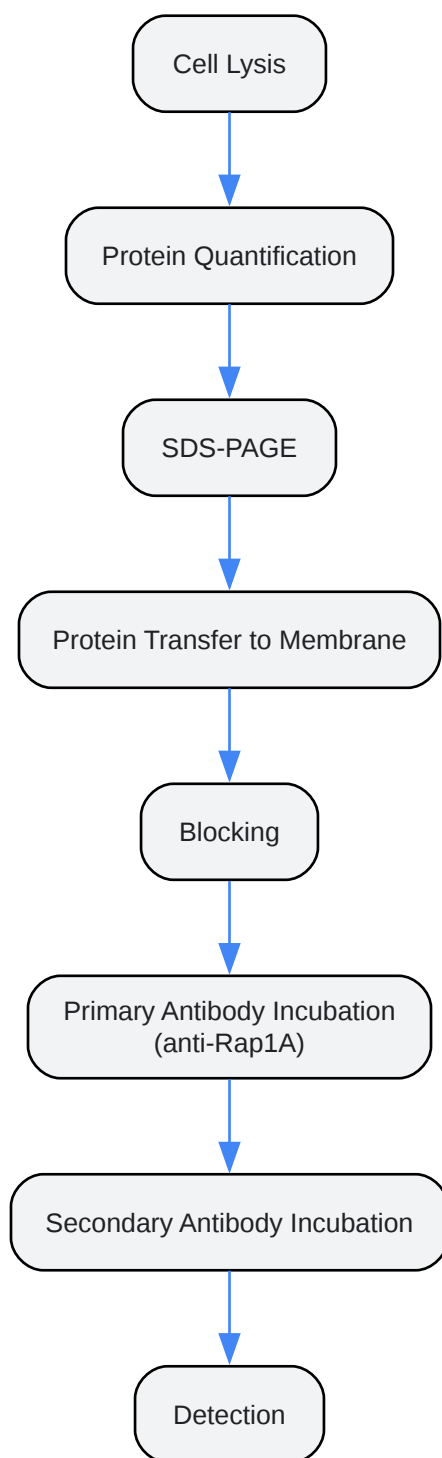 Cell Lysis
Protein Quantification
SDS-PAGE
Protein Transfer to Membrane
Blocking
Primary Antibody Incubation
(anti-Rap1A)
Secondary Antibody Incubation
Detection